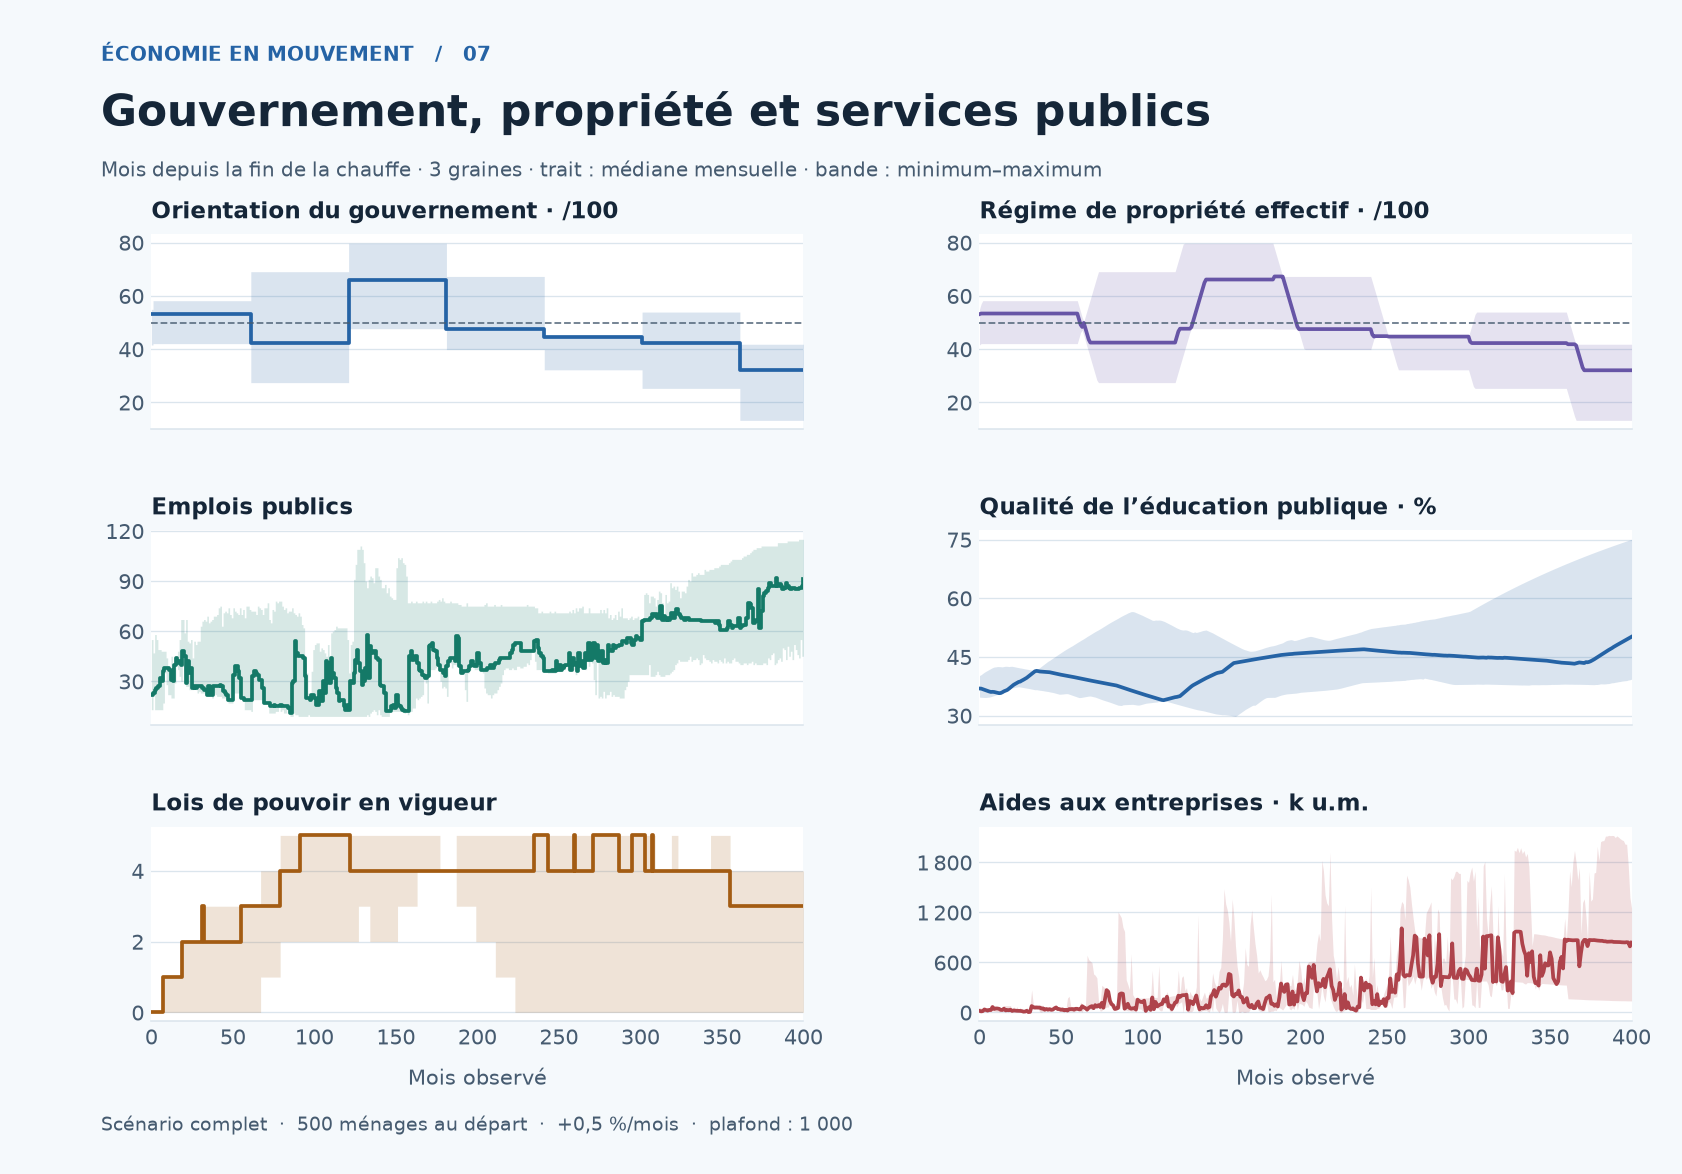 ÉCONOMIE EN MOUVEMENT / 07
Gouvernement, propriété et services publics
Mois depuis la fin de la chauffe · 3 graines · trait : médiane mensuelle · bande : minimum–maximum
Orientation du gouvernement · /100
80
60
40
20
Régime de propriété effectif · /100
80
60
40
20
Emplois publics
120
90
60
30
Qualité de l’éducation publique · %
75
60
45
30
Lois de pouvoir en vigueur
4
2
0
0 50 100 150 200 250 300 350 400
Mois observé
Aides aux entreprises · k u.m.
1 800
1 200
600
0
0 50 100 150 200 250 300 350 400
Mois observé
Scénario complet · 500 ménages au départ · +0,5 %/mois · plafond : 1 000